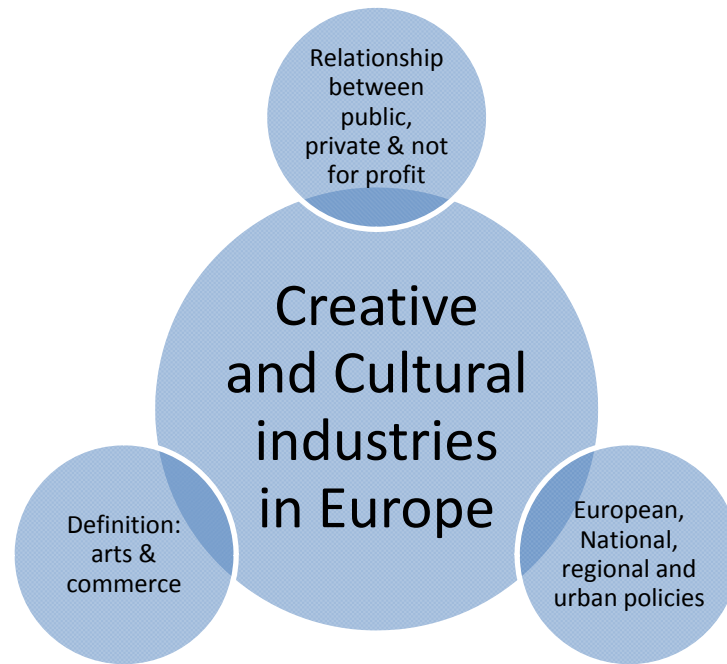 Relationship
between
public,
private & not
for profit
Creative
and Cultural
industries
in Europe
Definition:
arts &
commerce
European,
National,
regional and
urban policies